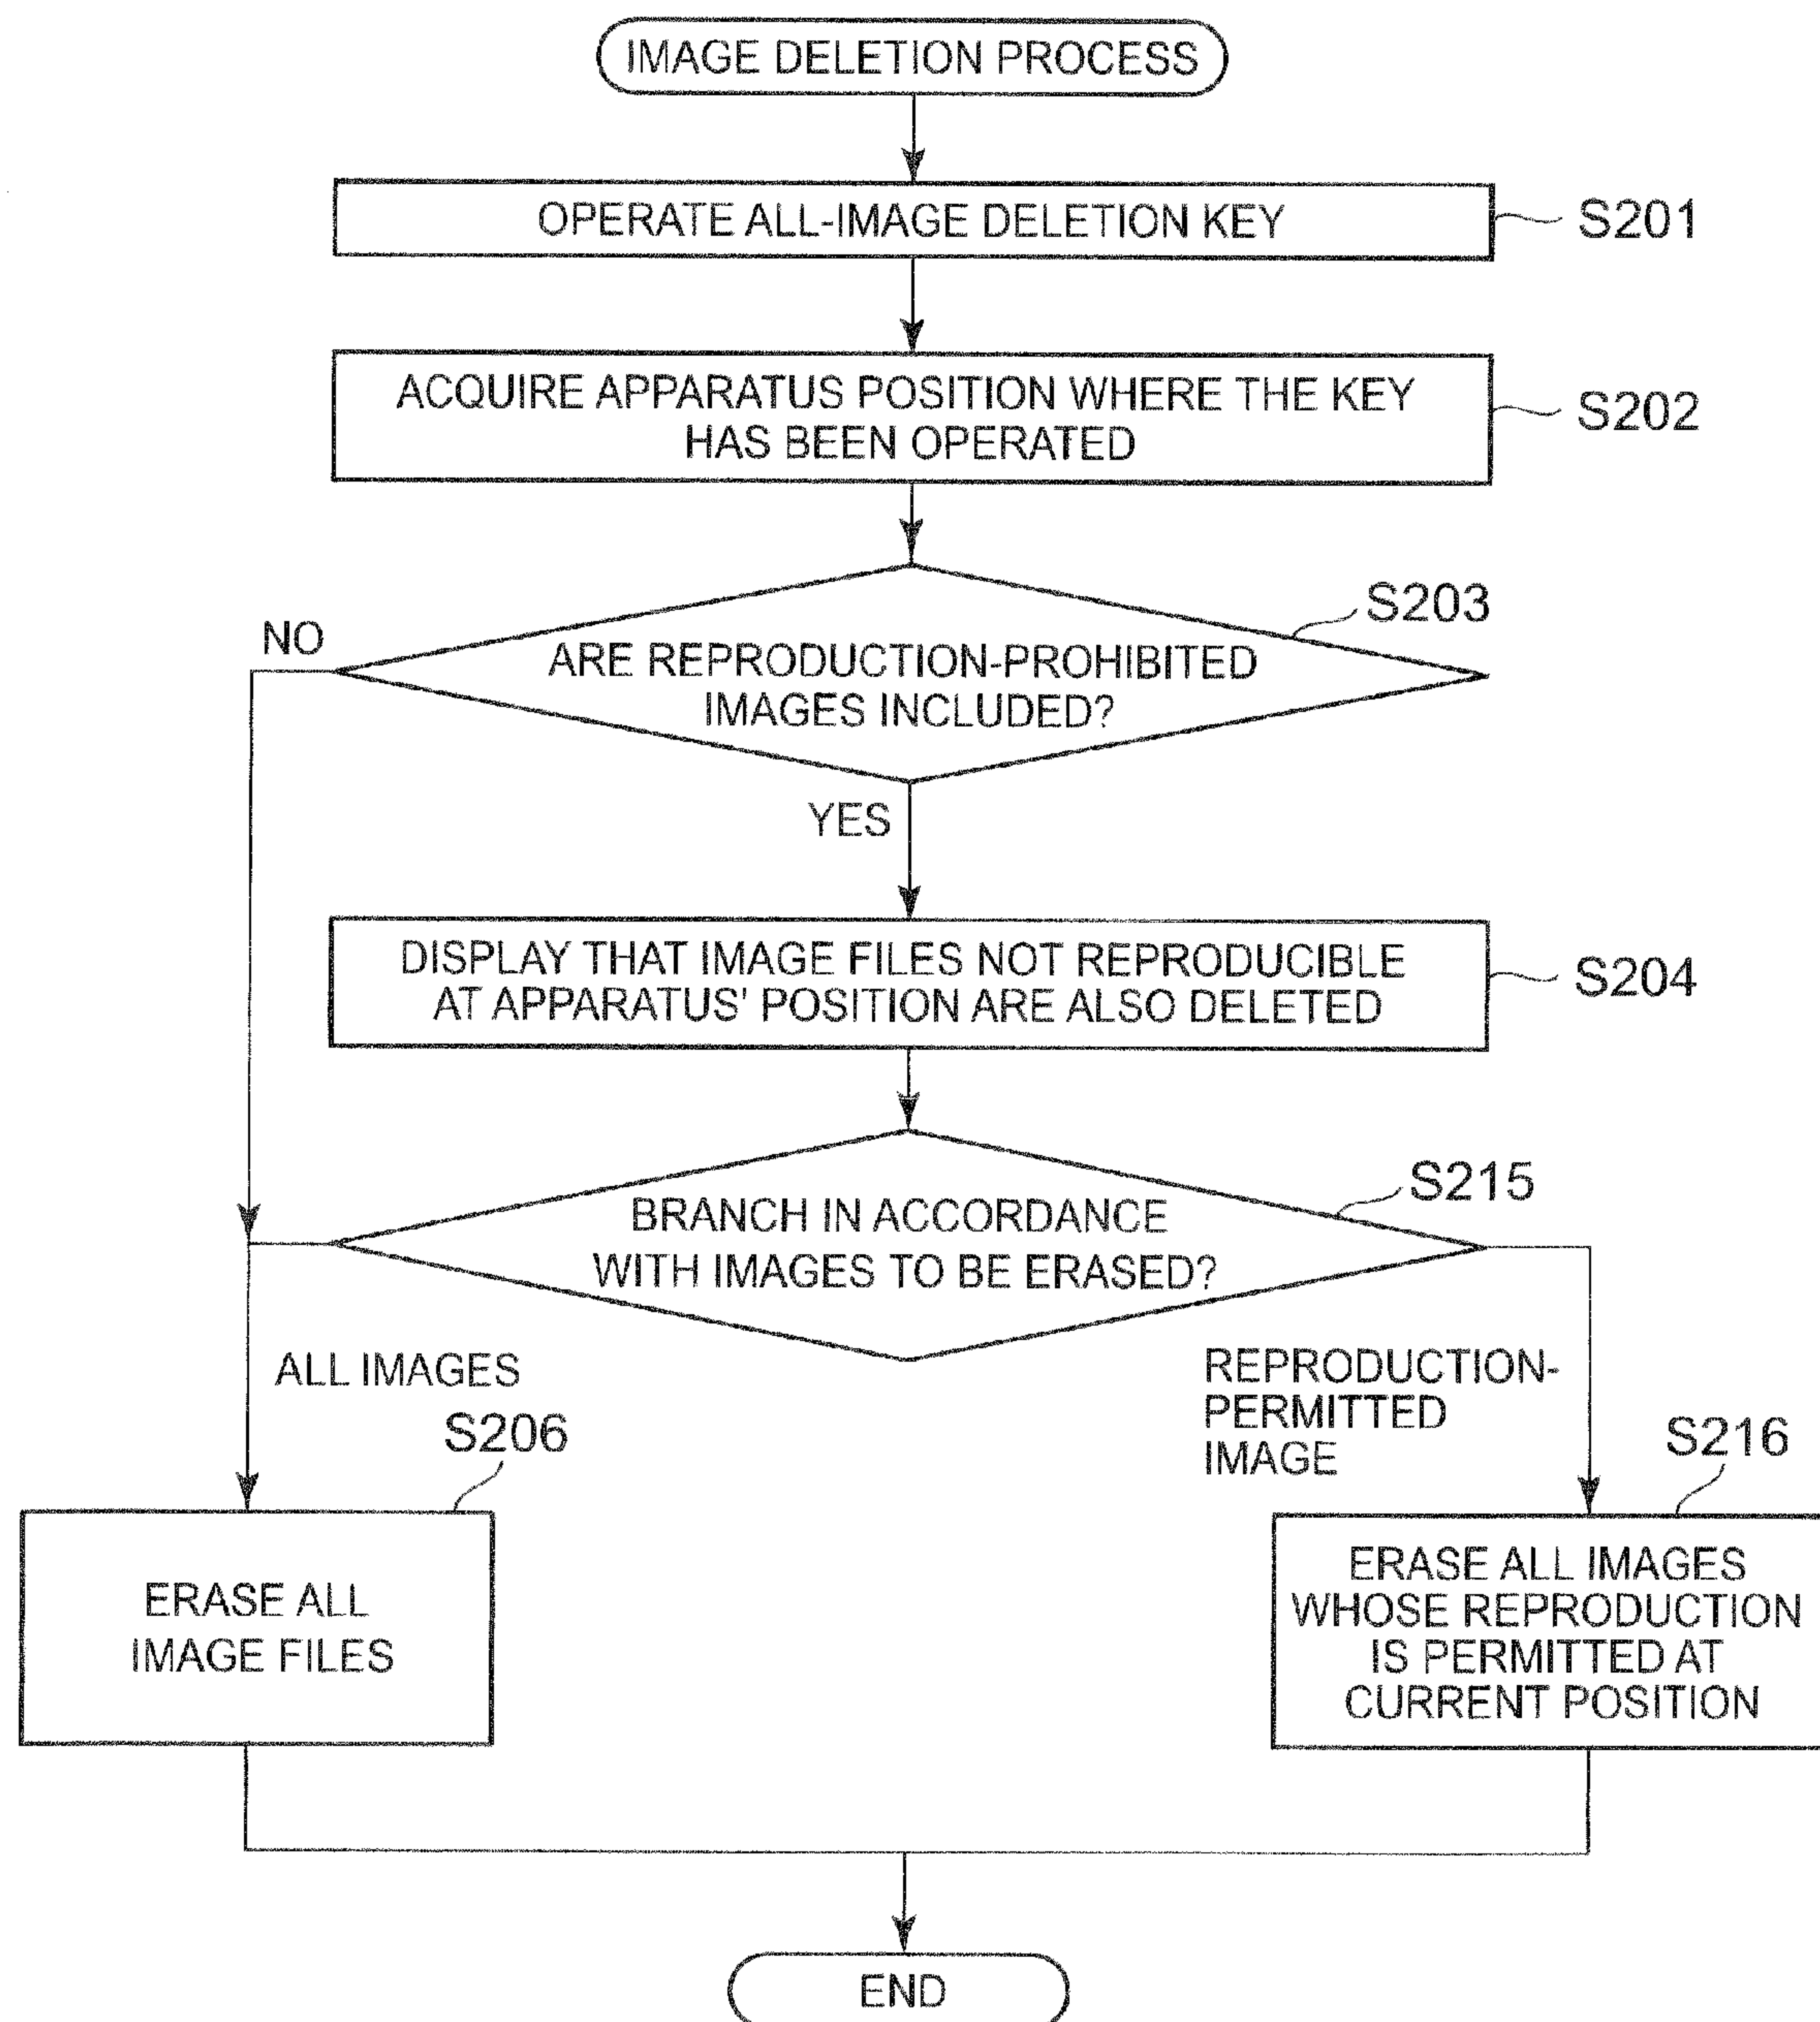 IMAGE DELETION PROCESS
OPERATE ALL-IMAGE DELETION KEY
S201
ACQUIRE APPARATUS POSITION WHERE THE KEY
HAS BEEN OPERATED
S202
S203
NO
ARE REPRODUCTION-PROHIBITED
IMAGES INCLUDED?
YES
DISPLAY THAT IMAGE FILES NOT REPRODUCIBLE
AT APPARATUS' POSITION ARE ALSO DELETED
S204
S215
BRANCH IN ACCORDANCE
WITH IMAGES TO BE ERASED?
ALL IMAGES
REPRODUCTION-
PERMITTED
IMAGE
S206
S216
ERASE ALL
IMAGE FILES
ERASE ALL IMAGES
WHOSE REPRODUCTION
IS PERMITTED AT
CURRENT POSITION
END